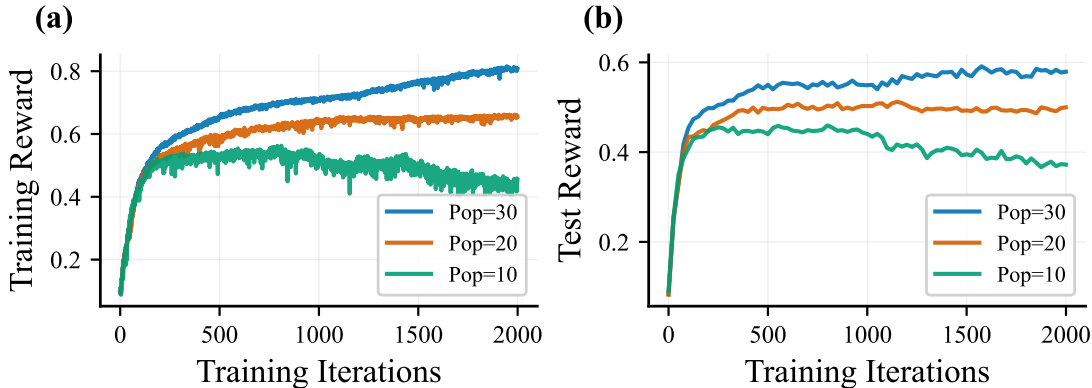 (a)
Training Reward
0.8
0.6
0.4
0.2
Pop=30
Pop=20
Pop=10
0
500
1000
1500
2000
Training Iterations
(b)
Test Reward
0.6
0.4
0.2
Pop=30
Pop=20
Pop=10
0
500
1000
1500
2000
Training Iterations